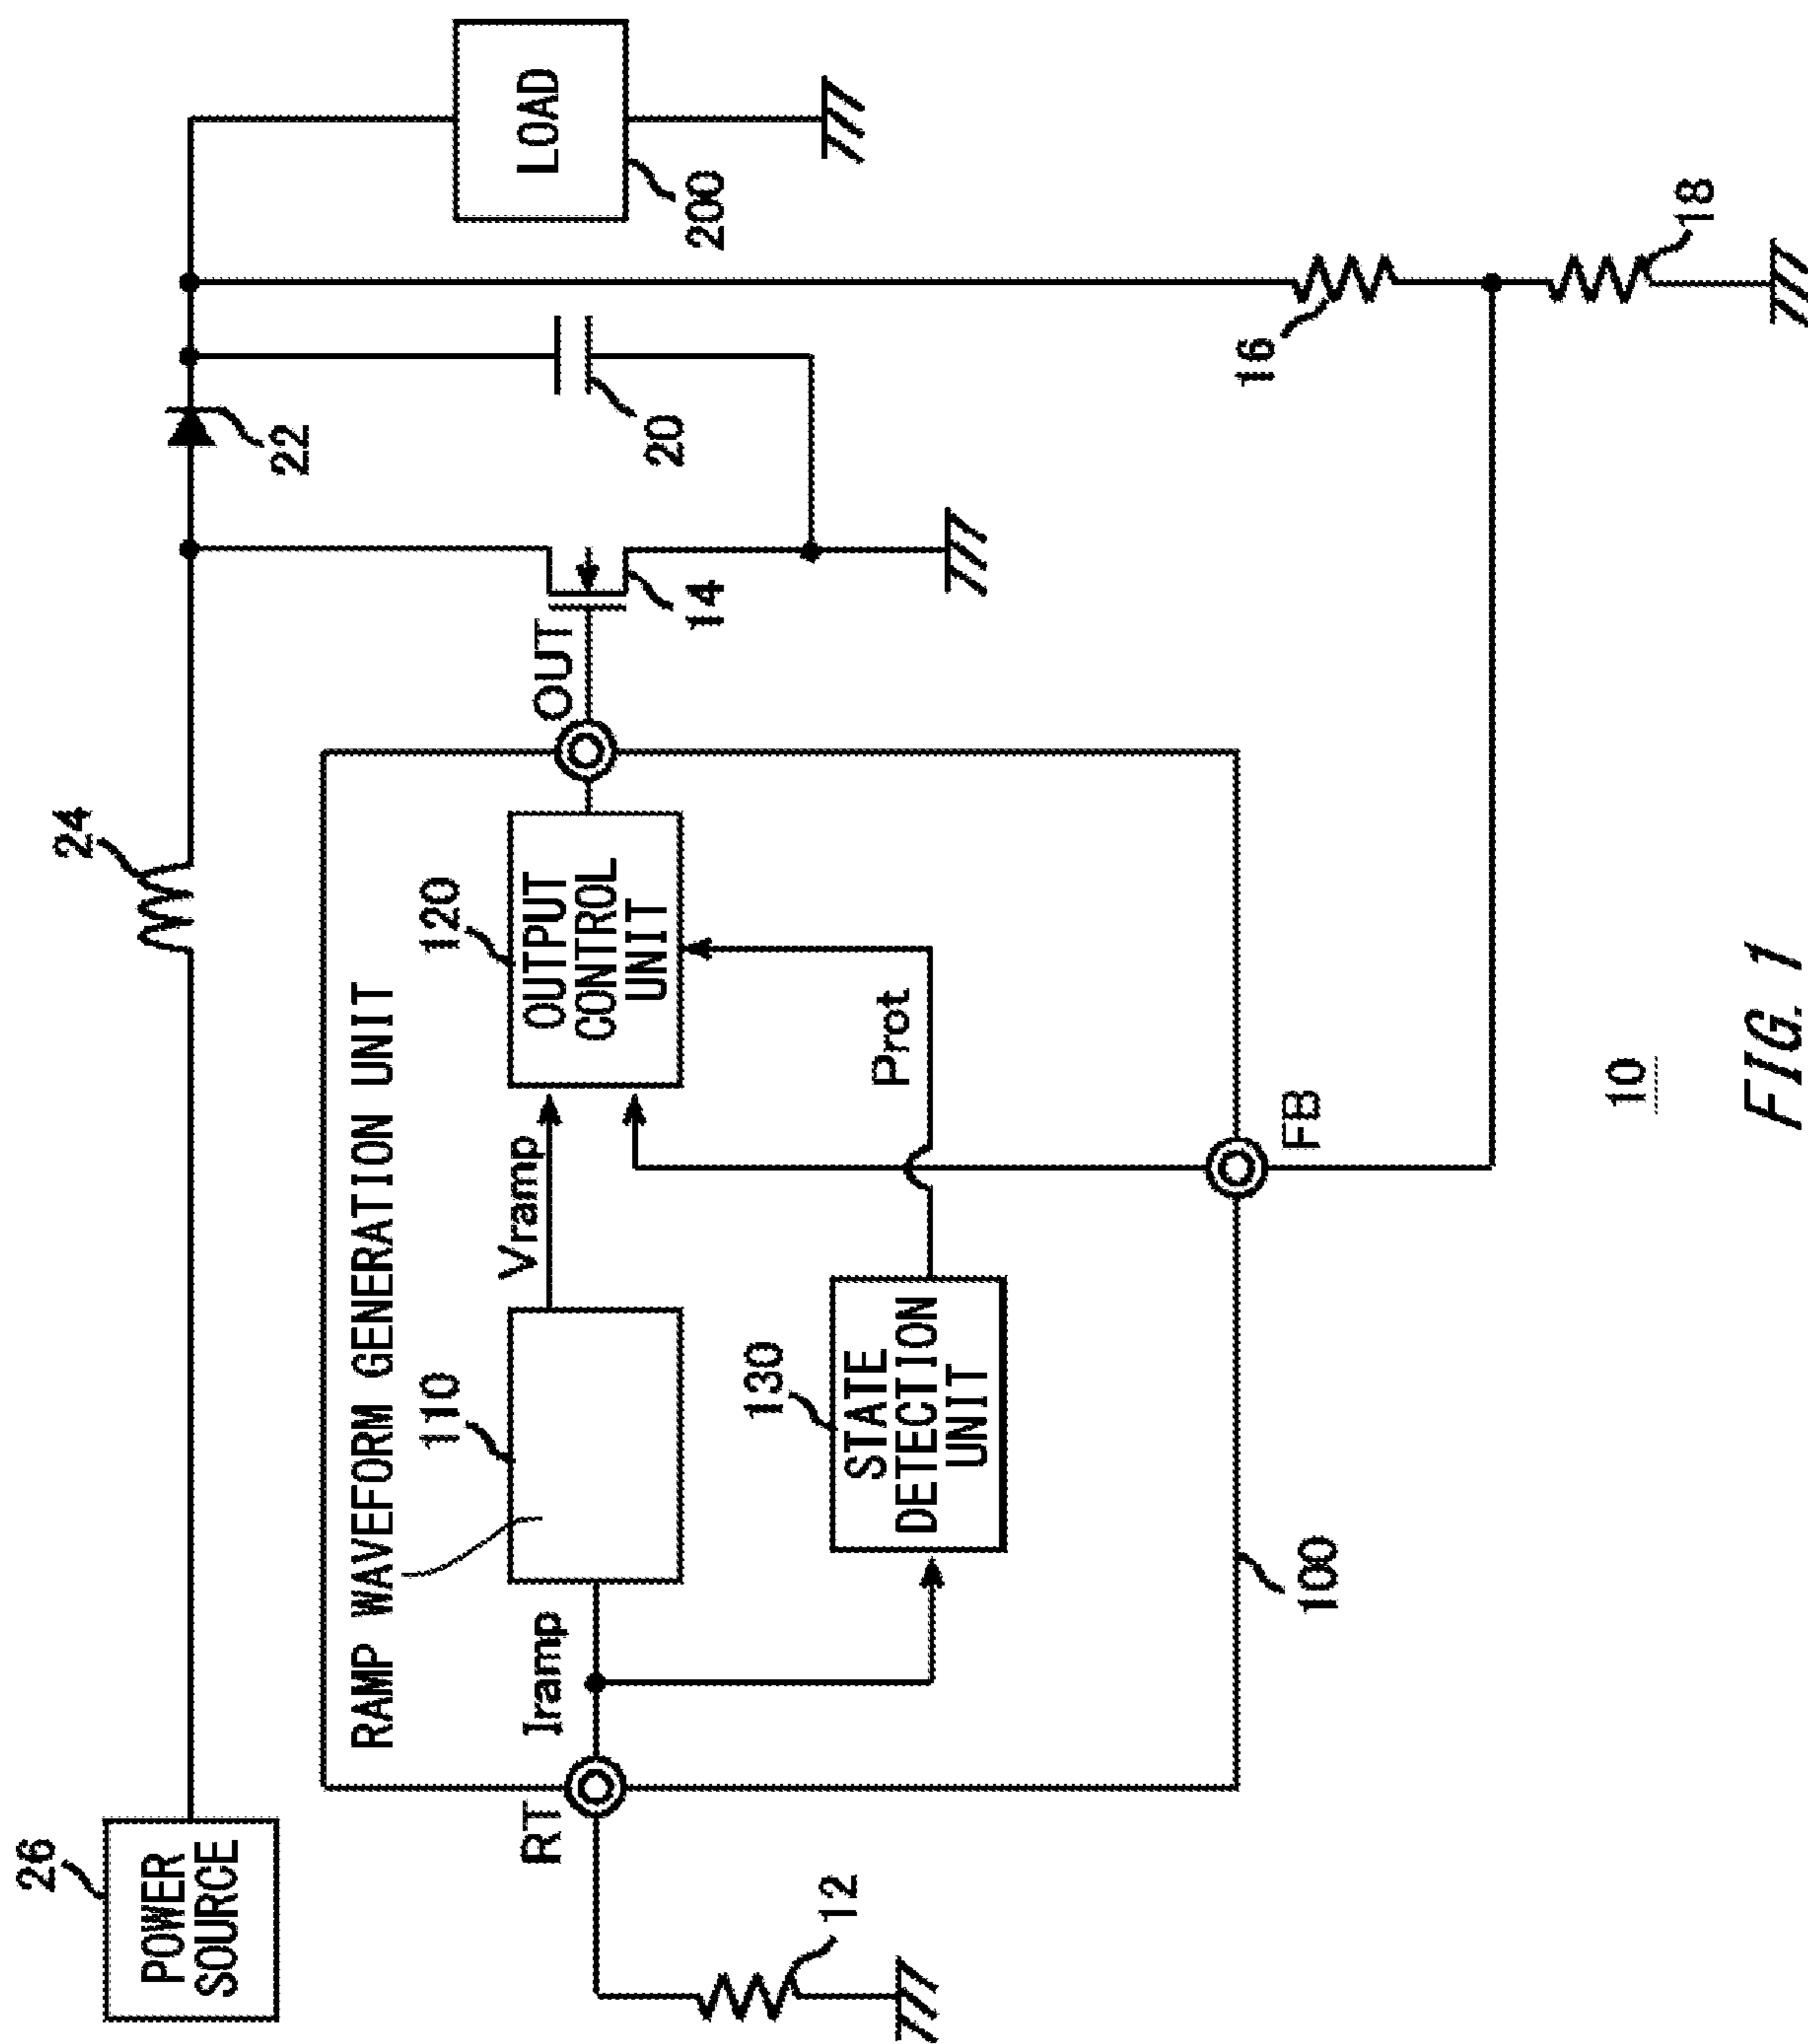 26
POWER
SOURCE
24
22
LOAD
200
RAMP WAVEFORM GENERATION UNIT
110
120
OUTPUT
CONTROL
UNIT
OUT
14
20
RT
Iramp
Vramp
130
STATE
DETECTION
UNIT
Prot
12
100
FB
16
18
10
FIG. 1